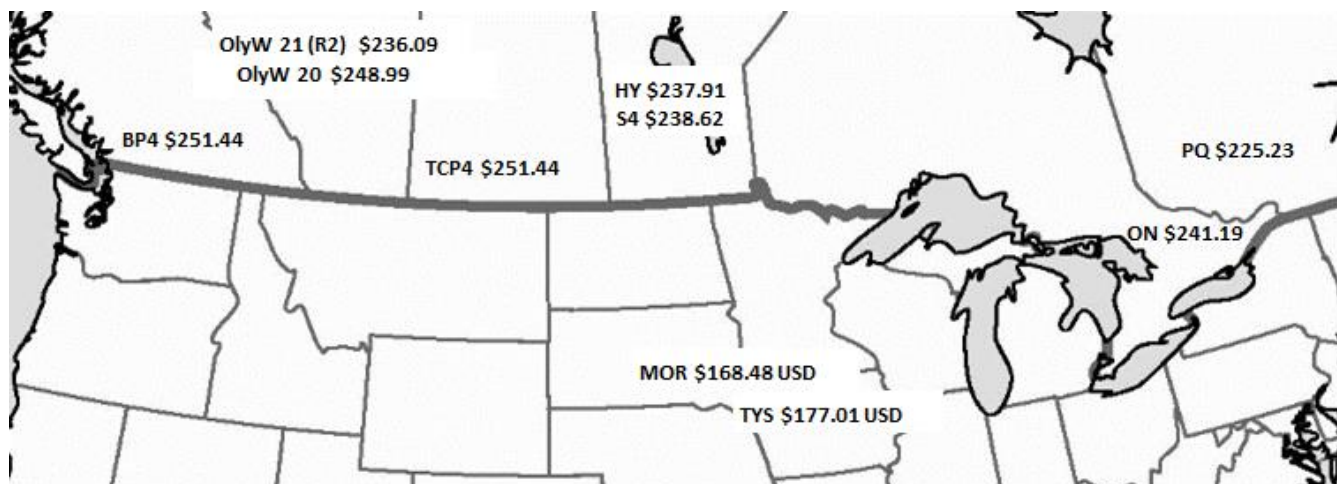 OlyW 21 (R2) $236.09
OlyW 20 $248.99
HY $237.91
S4 $238.62
BP4 $251.44
TCP4 $251.44
PQ $225.23
ON $241.19
MOR $168.48 USD
TYS $177.01 USD